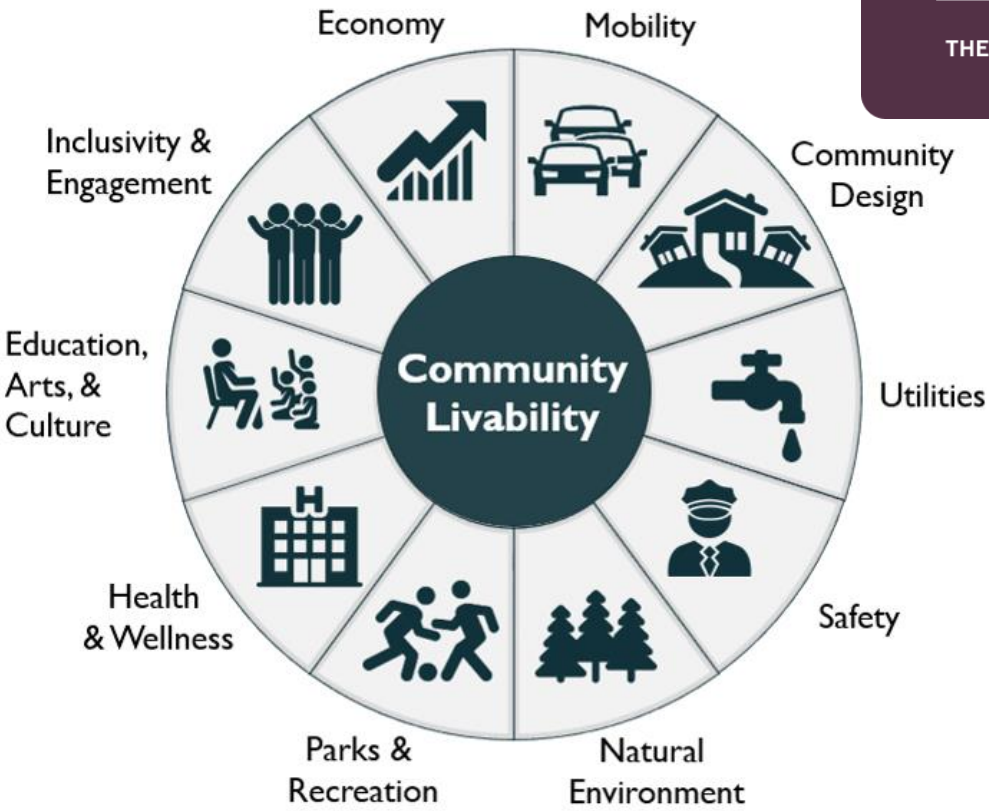 Economy
Mobility
THE
Inclusivity &
Engagement
Community
Design
Education,
Arts, &
Culture
Community
Livability
Utilities
Health
& Wellness
Safety
Parks &
Recreation
Natural
Environment
H